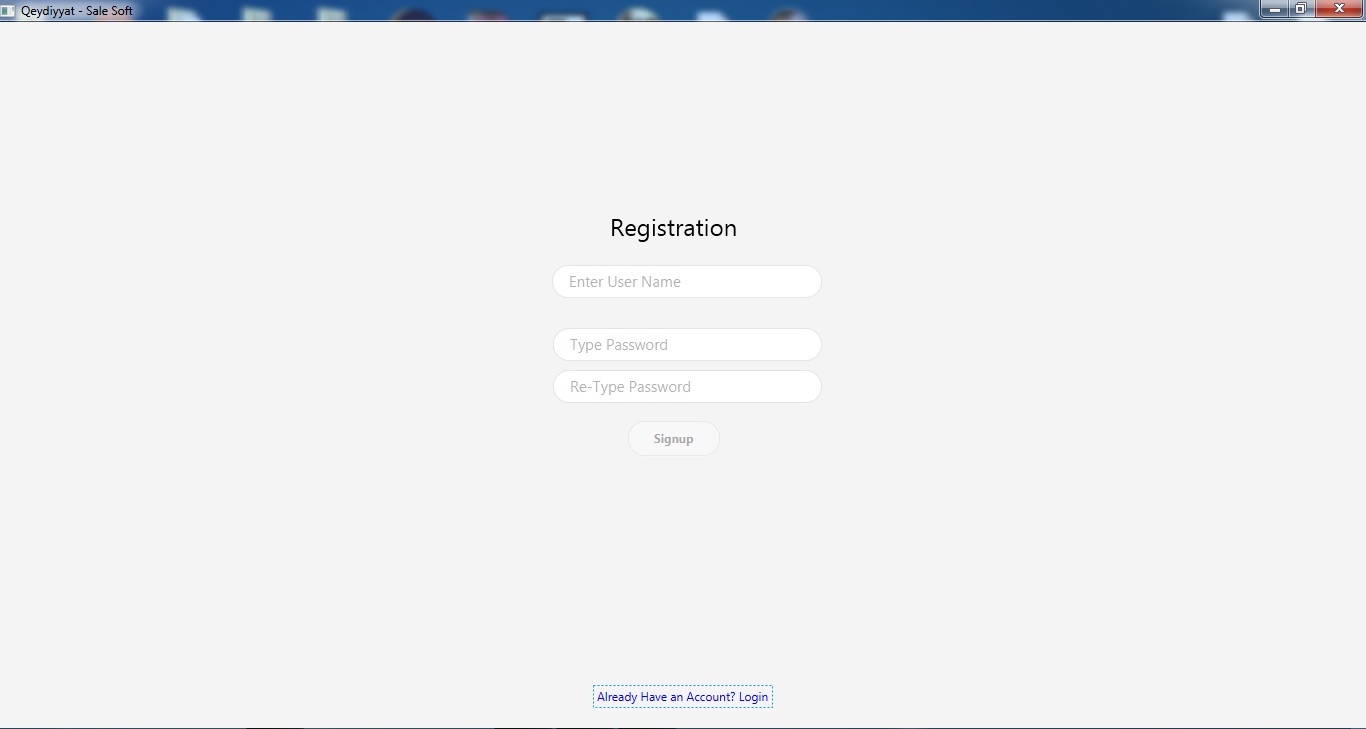 Qeydiyyat - Sale Soft
Registration
Enter User Name
Type Password
Re-Type Password
Signup
Already Have an Account? Login